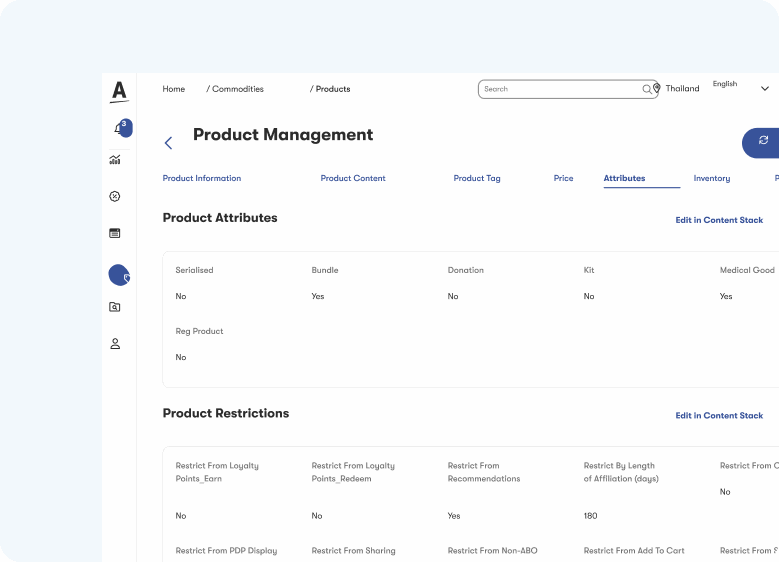 A
Home / Commodities / Products
Search
Thailand
English
3
Product Management
Product Information Product Content Product Tag Price Attributes Inventory P
Product Attributes
Edit in Content Stack
Serialised Bundle Donation Kit Medical Good
No Yes No No Yes
Reg Product
No
Product Restrictions
Edit in Content Stack
Restrict From Loyalty Points_Earn
Restrict From Loyalty Points_Redeem
Restrict From Recommendations
Restrict By Length of Affiliation (days)
Restrict From
No No Yes 180 No
Restrict From PDP Display Restrict From Sharing Restrict From Non-ABO Restrict From Add To Cart Restrict From